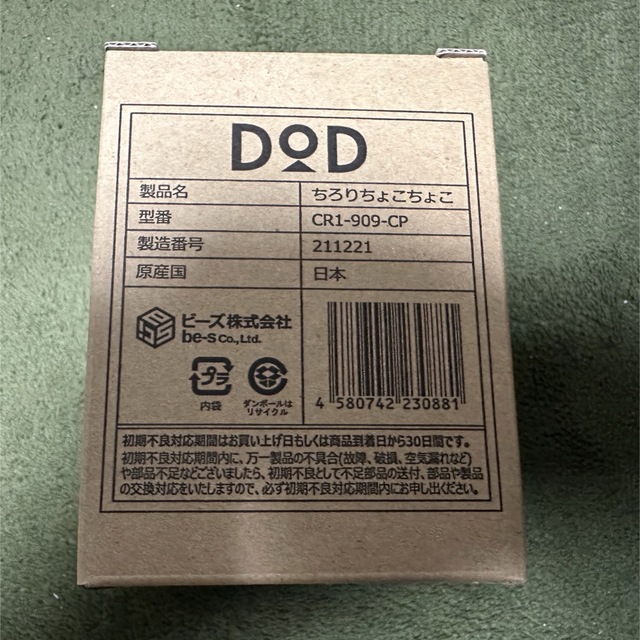 DOD
製品名 ちろりちょこちょこ
型番 CR1-909-CP
製造番号 211221
原産国 日本
ビーズ株式会社
be-s Co.,Ltd.
プラ
内袋
ダンボールは
リサイクル
4 580742 230881
初期不良対応期間はお買い上げ日もしくは商品到着日から30日間です。
初期不良対応期間内に、万一製品の不具合(故障、破損、空気漏れなど)
や部品不足などございましたら、初期不良として不足部品の送付、部品や製品
の交換対応をいたしますので、必ず初期不良対応期間内にお申し出ください。